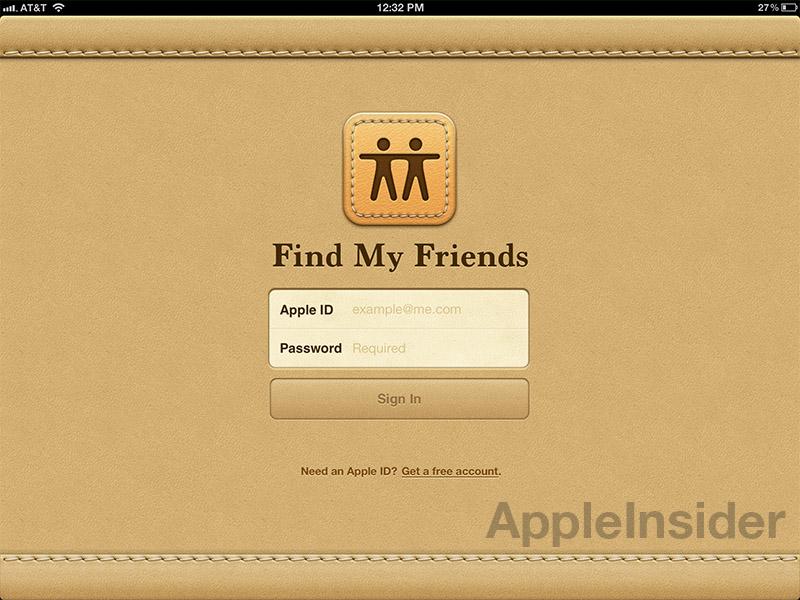 AT&T 12:32 PM 27%
Find My Friends
Apple ID example@me.com
Password Required
Sign In
Need an Apple ID? Get a free account.
AppleInsider